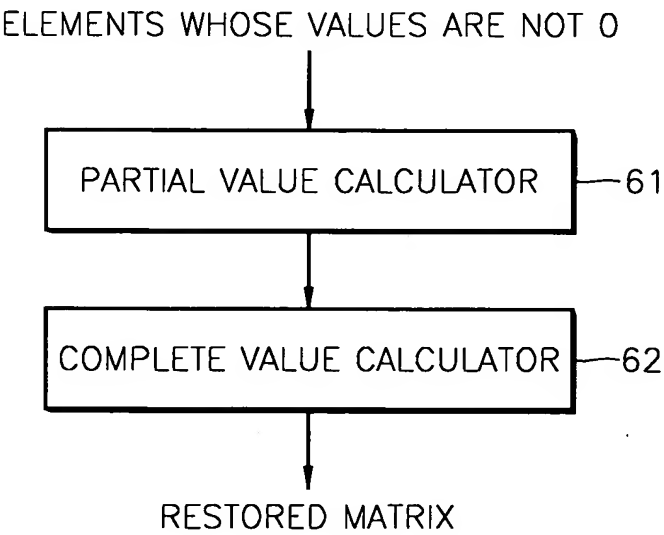 ELEMENTS WHOSE VALUES ARE NOT 0
PARTIAL VALUE CALCULATOR
61
COMPLETE VALUE CALCULATOR
62
RESTORED MATRIX